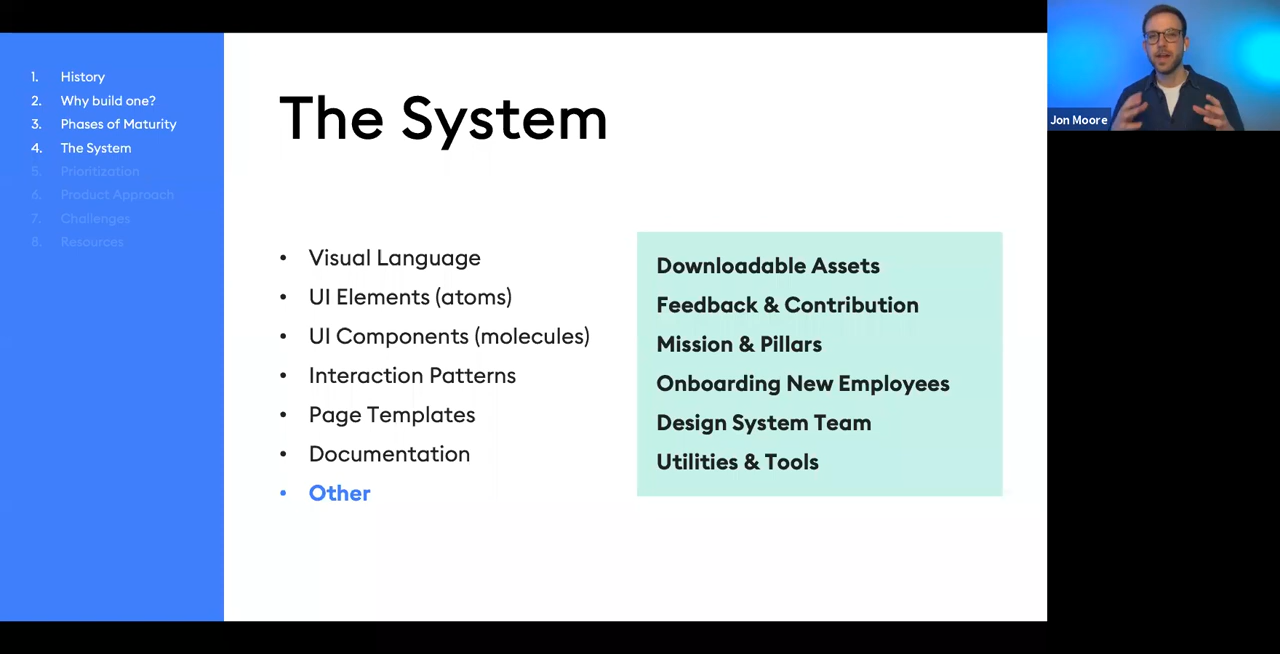 1. History
2. Why build one?
3. Phases of Maturity
4. The System
5. Prioritization
6. Product Approach
7. Challenges
8. Resources
The System
• Visual Language
• UI Elements (atoms)
• UI Components (molecules)
• Interaction Patterns
• Page Templates
• Documentation
• Other
Downloadable Assets
Feedback & Contribution
Mission & Pillars
Onboarding New Employees
Design System Team
Utilities & Tools
Jon Moore